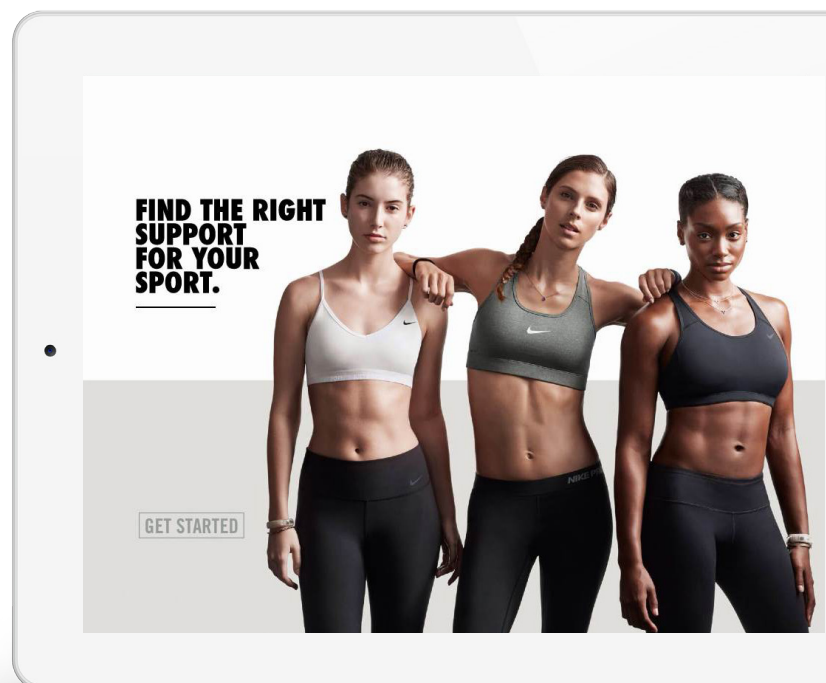 FIND THE RIGHT
SUPPORT
FOR YOUR
SPORT.
GET STARTED